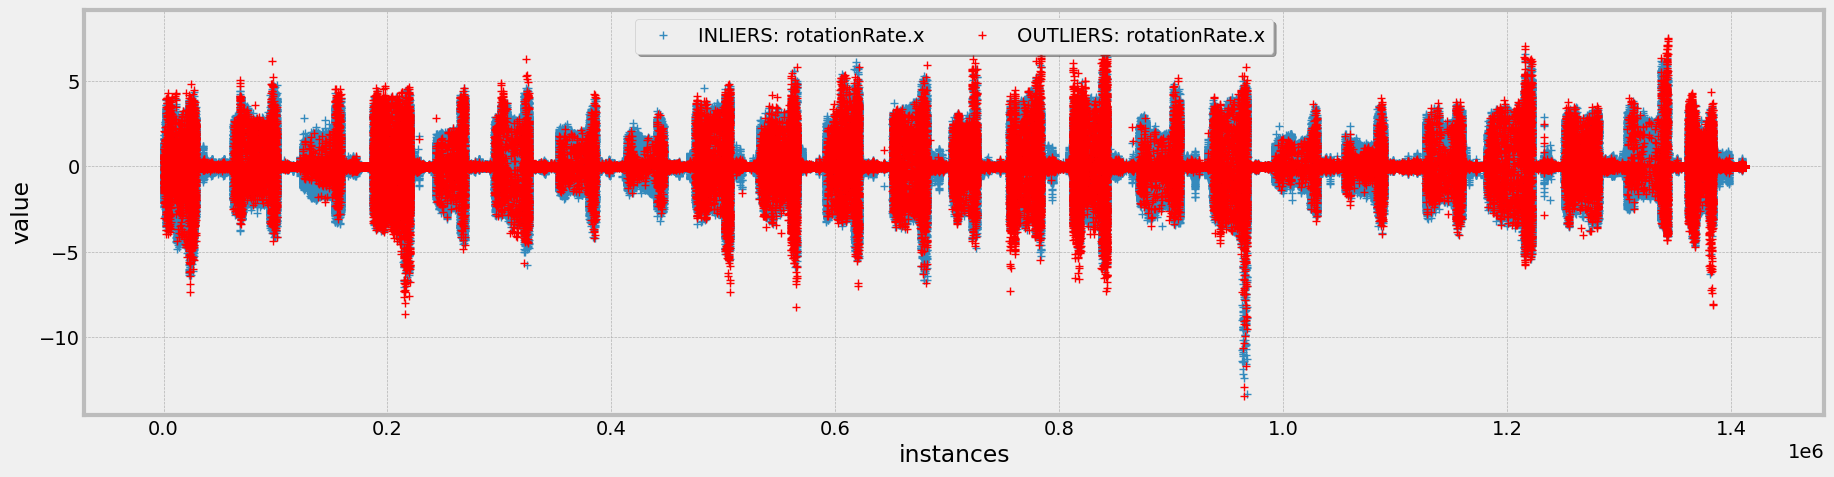 INLIERS: rotationRate.x OUTLIERS: rotationRate.x
5
0
−5
−10
value
0.0 0.2 0.4 0.6 0.8 1.0 1.2 1.4
1e6
instances